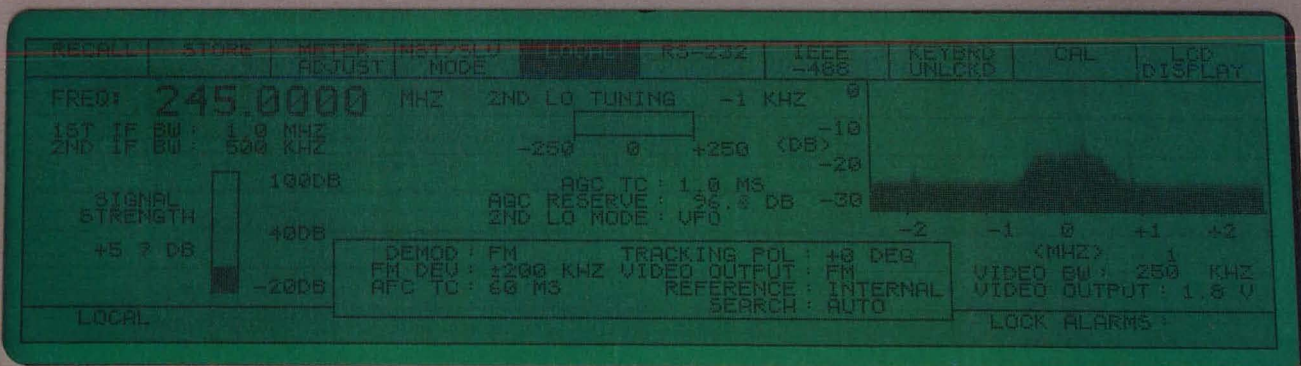 RECALL STORE METER ADJUST MST/SLV MODE LOCAL RS-232 IEEE -488 KEYBRD UNLCKD CAL LCD DISPLAY
FREQ: 245.0000 MHZ 2ND LO TUNING -1 KHZ
1ST IF BW: 1.0 MHZ
2ND IF BW: 500 KHZ
-250 0 +250
<DB>
0
-10
-20
-30
100DB
40DB
-20DB
SIGNAL
STRENGTH
+5 DB
AGC TC: 1.0 MS
AGC RESERVE: 96. DB
2ND LO MODE: VFO
-2 -1 0 +1 +2
<MHZ> 1
DEMOD: FM TRACKING POL: +0 DEG
FM DEV: ±200 KHZ VIDEO OUTPUT: FM
AFC TC: 60 MS REFERENCE: INTERNAL
SEARCH: AUTO
VIDEO BW: 250 KHZ
VIDEO OUTPUT: 1.8 V
LOCAL
LOCK ALARMS: